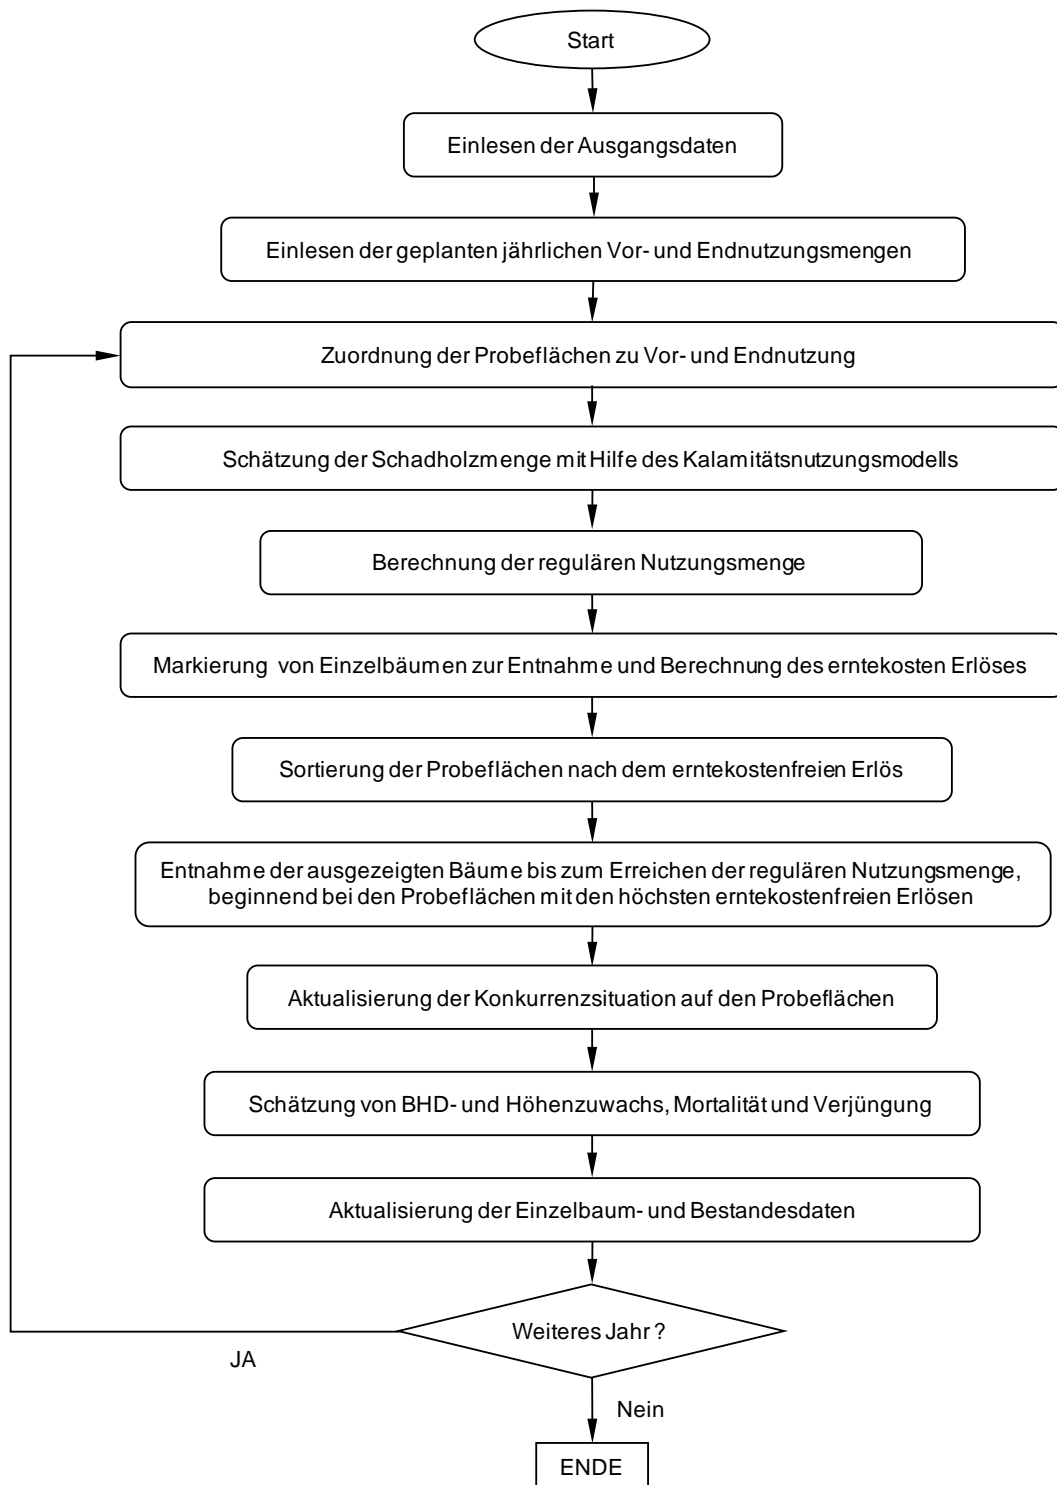 Start
Einlesen der Ausgangsdaten
Einlesen der geplanten jährlichen Vor- und Endnutzungsmengen
Zuordnung der Probeflächen zu Vor- und Endnutzung
Schätzung der Schadholzmenge mit Hilfe des Kalamitätsnutzungsmodells
Berechnung der regulären Nutzungsmenge
Markierung von Einzelbäumen zur Entnahme und Berechnung des erntekosten Erlöses
Sortierung der Probeflächen nach dem erntekostenfreien Erlös
Entnahme der ausgezeigten Bäume bis zum Erreichen der regulären Nutzungsmenge,
beginnend bei den Probeflächen mit den höchsten erntekostenfreien Erlösen
Aktualisierung der Konkurrenzsituation auf den Probeflächen
Schätzung von BHD- und Höhenzuwachs, Mortalität und Verjüngung
Aktualisierung der Einzelbaum- und Bestandesdaten
Weiteres Jahr ?
JA
Nein
ENDE